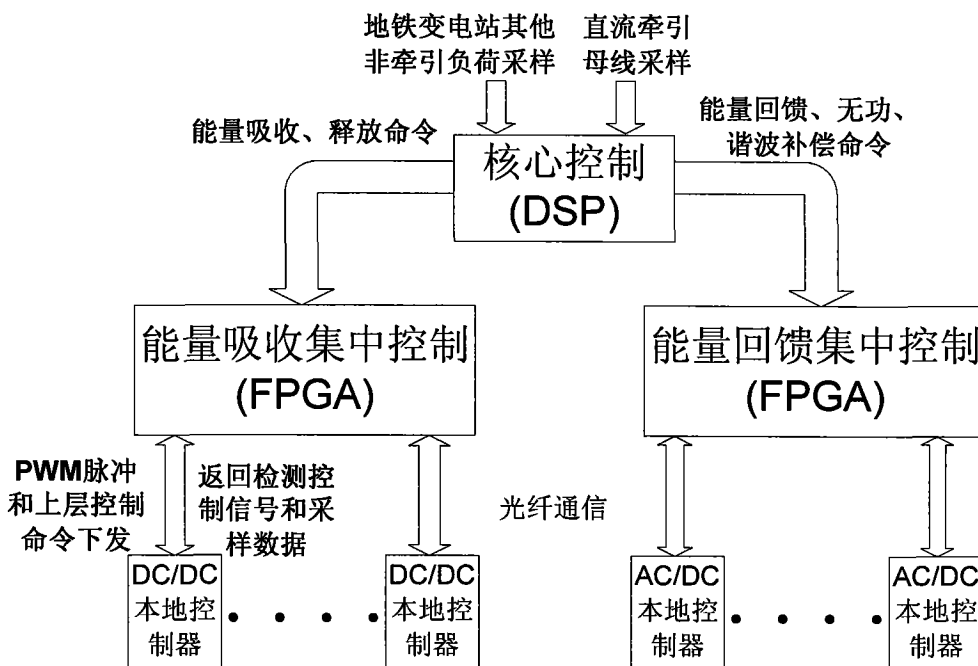 地铁变电站其他
非牵引负荷采样
直流牵引
母线采样
能量吸收、释放命令
能量回馈、无功、
谐波补偿命令
核心控制
(DSP)
能量吸收集中控制
(FPGA)
能量回馈集中控制
(FPGA)
PWM脉冲
和上层控制
命令下发
返回检测控
制信号和采
样数据
光纤通信
DC/DC
本地控
制器
DC/DC
本地控
制器
AC/DC
本地控
制器
AC/DC
本地控
制器